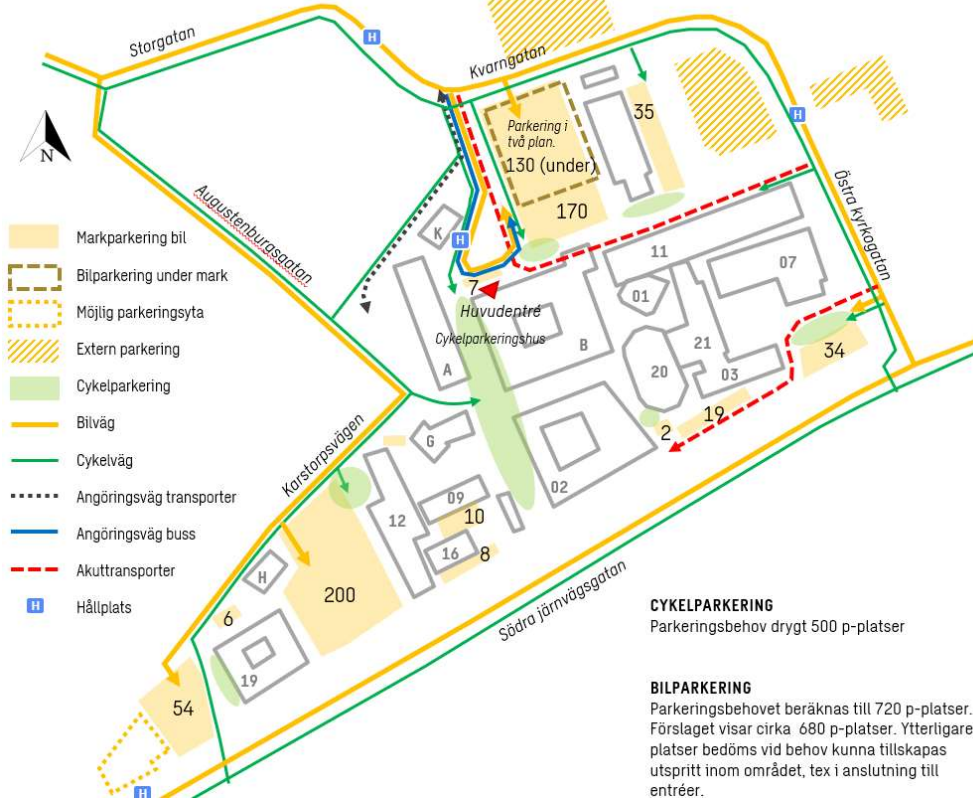 Storgatan
H
Kvarngatan
H
Parkering i
två plan.
130 (under)
35
170
N
Augustenburgsgatan
Östra kyrkogatan
K
H
11
07
01
7
Huvudentré
Cykelparkeringshus
A
B
20
21
03
34
19
2
Markparkering bil
Bilparkering under mark
Möjlig parkeringsyta
Extern parkering
Cykelparkering
Bilväg
Cykelväg
Angöringsväg transporter
Angöringsväg buss
Akuttransporter
H Hållplats
Karstorpsvägen
G
02
09
12
10
16
8
H
200
6
19
54
H
Södra järnvägsgatan
CYKELPARKERING
Parkeringsbehov drygt 500 p-platser
BILPARKERING
Parkeringsbehovet beräknas till 720 p-platser.
Förslaget visar cirka 680 p-platser. Ytterligare
platser bedöms vid behov kunna tillskapas
utspritt inom området, tex i anslutning till
entréer.